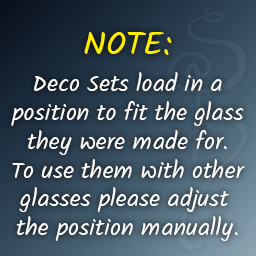 NOTE:
Deco Sets load in a
position to fit the glass
they were made for.
To use them with other
glasses please adjust
the position manually.